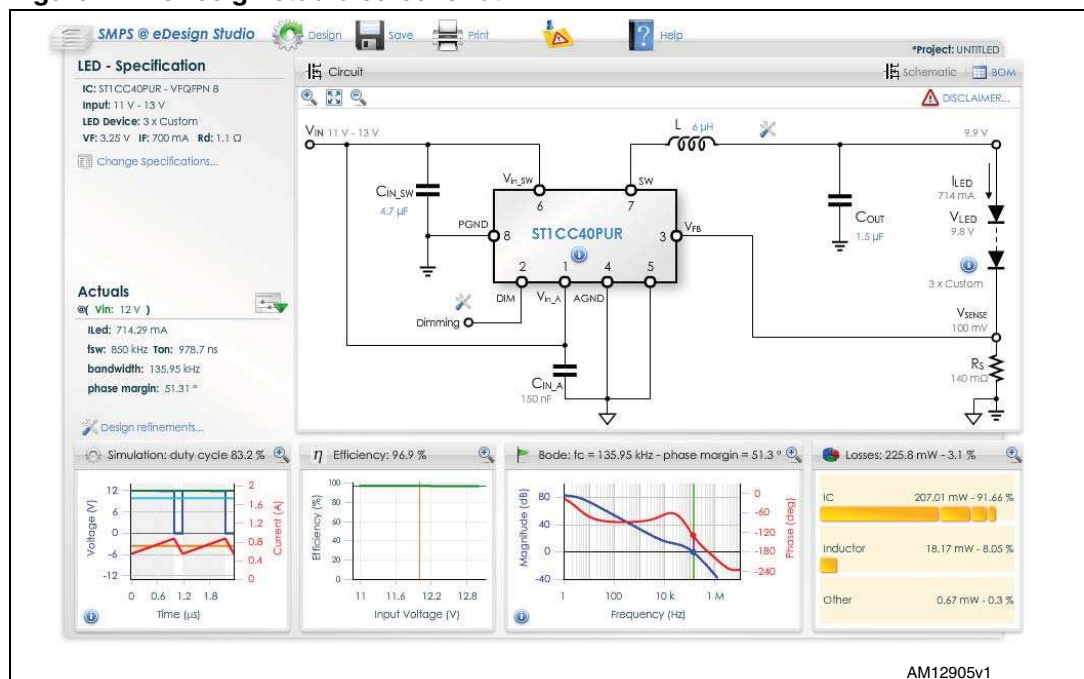 SMPS @ eDesign Studio
Design
Save
Print
Help
*Project: UNTITLED
LED - Specification
IC: ST1CC40PUR - VFQFPN 8
Input: 11 V - 13 V
LED Device: 3 x Custom
VF: 3.25 V IF: 700 mA Rd: 1.1 Ω
Change Specifications...
Actuals
@( Vin: 12 V )
ILed: 714.29 mA
fsw: 850 kHz Ton: 978.7 ns
bandwidth: 135.95 kHz
phase margin: 51.31 °
Design refinements...
Circuit
Schematic
BOM
DISCLAIMER...
VIN 11 V - 13 V
L 6 µH
9.9 V
CIN_SW
4.7 µF
Vin_SW
SW
6
7
PGND
8
ST1CC40PUR
3
VFB
2
1
4
5
DIM
Vin_A
AGND
Dimming
CIN_A
150 nF
COUT
1.5 µF
ILED
714 mA
VLED
9.8 V
3 x Custom
VSENSE
100 mV
RS
140 mΩ
Simulation: duty cycle 83.2 %
Voltage (V)
12
6
0
-6
-12
2
1.6
1.2
0.8
0.4
0
Current (A)
0 0.6 1.2 1.8
Time (µs)
η Efficiency: 96.9 %
Efficiency (%)
100
80
60
40
20
0
11 11.6 12.2 12.8
Input Voltage (V)
Bode: fc = 135.95 kHz - phase margin = 51.3 °
Magnitude (dB)
80
40
0
-40
0
-60
-120
-180
-240
Phase (deg)
1 100 10 k 1 M
Frequency (Hz)
Losses: 225.8 mW - 3.1 %
IC 207.01 mW - 91.66 %
Inductor 18.17 mW - 8.05 %
Other 0.67 mW - 0.3 %
AM12905v1